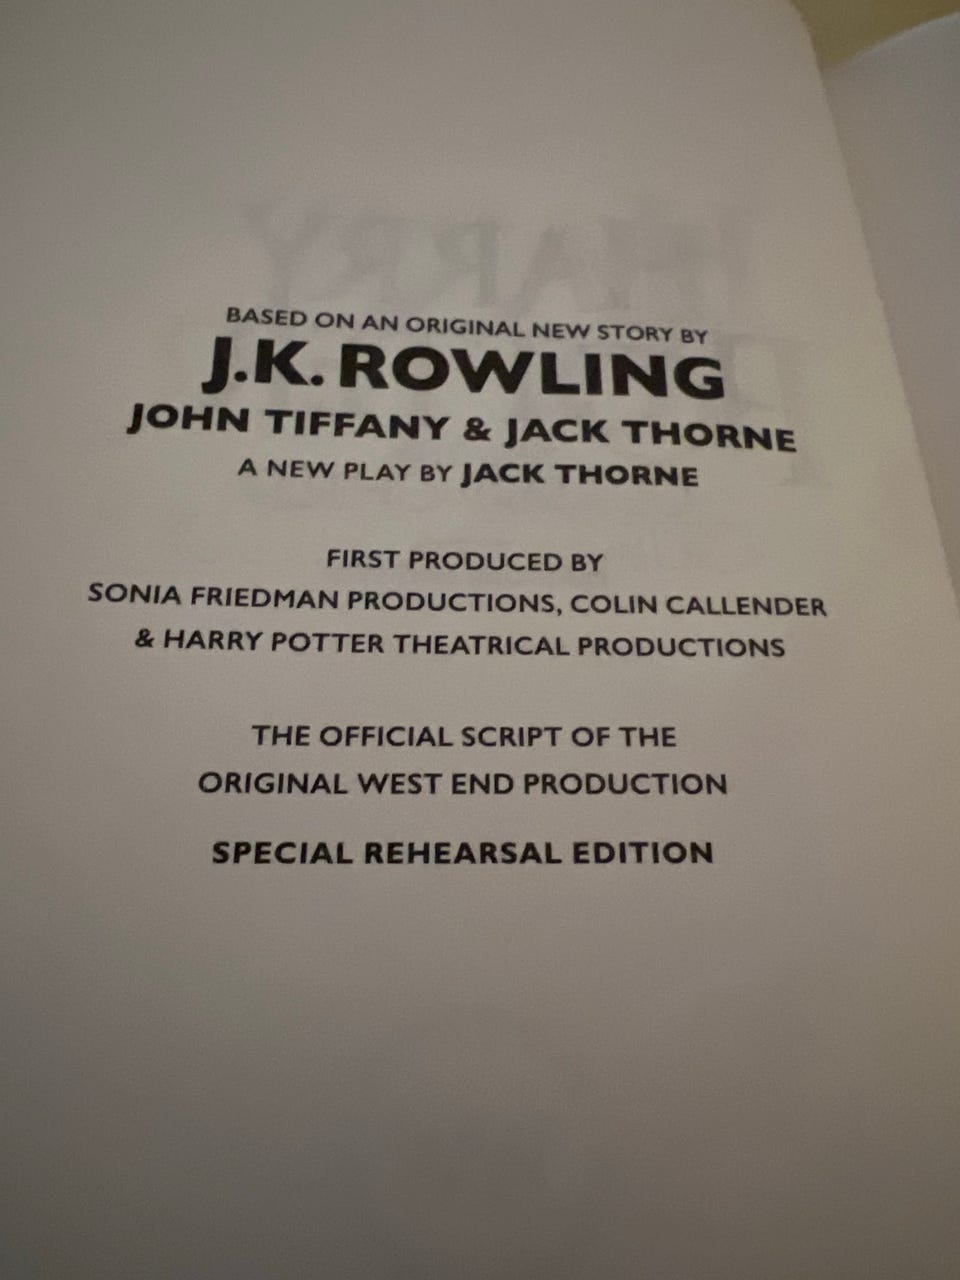 BASED ON AN ORIGINAL NEW STORY BY
J.K. ROWLING
JOHN TIFFANY & JACK THORNE
A NEW PLAY BY JACK THORNE
FIRST PRODUCED BY
SONIA FRIEDMAN PRODUCTIONS, COLIN CALLENDER
& HARRY POTTER THEATRICAL PRODUCTIONS
THE OFFICIAL SCRIPT OF THE
ORIGINAL WEST END PRODUCTION
SPECIAL REHEARSAL EDITION